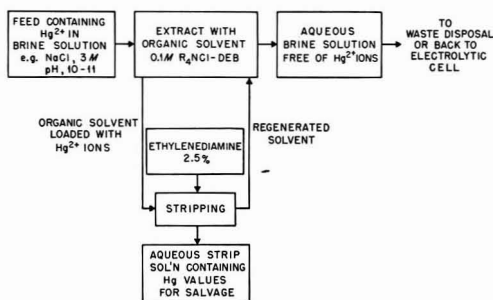 FEED CONTAINING
Hg2+ IN
BRINE SOLUTION
e.g. NaCl, 3M
pH, 10-11
EXTRACT WITH
ORGANIC SOLVENT
0.1M R4NCl-DEB
AQUEOUS
BRINE SOLUTION
FREE OF Hg2+IONS
TO
WASTE DISPOSAL
OR BACK TO
ELECTROLYTIC
CELL
ORGANIC SOLVENT
LOADED WITH
Hg2+ IONS
ETHYLENEDIAMINE
2.5%
REGENERATED
SOLVENT
STRIPPING
AQUEOUS STRIP
SOL'N CONTAINING
Hg VALUES
FOR SALVAGE